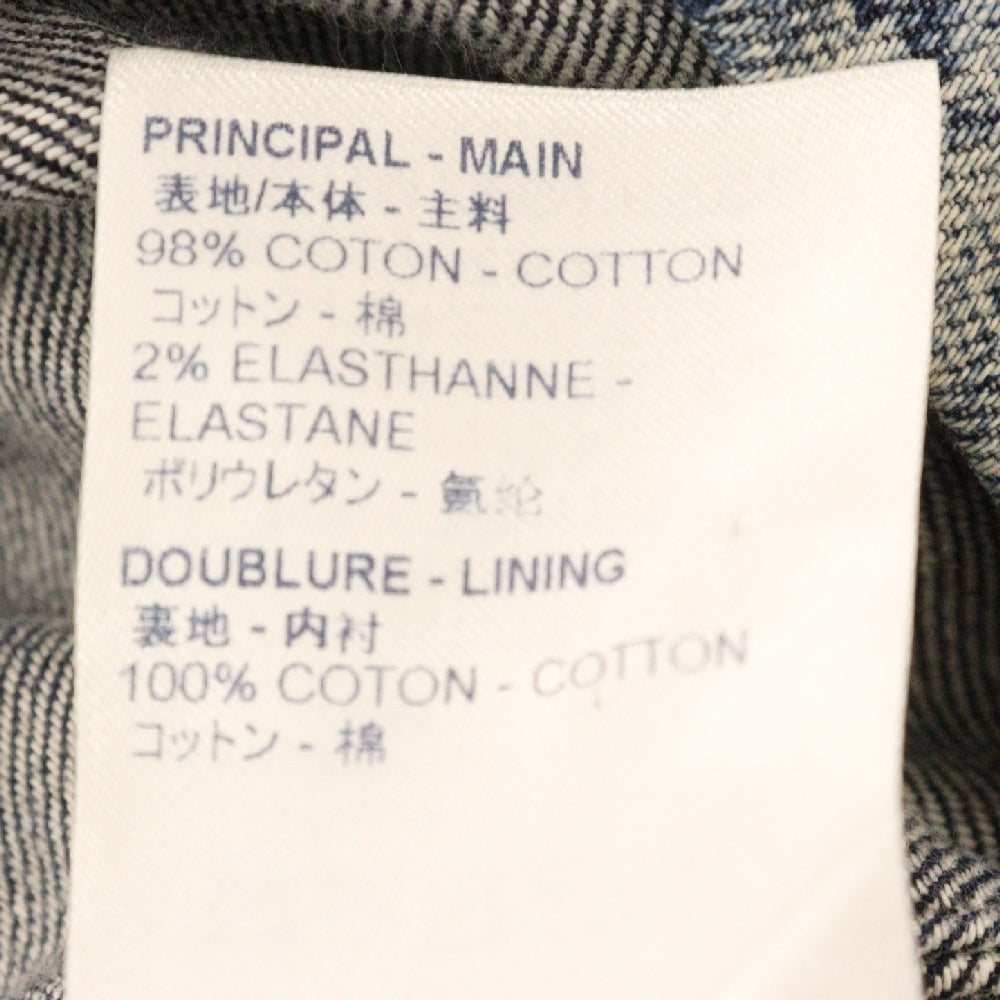 PRINCIPAL - MAIN
表地/本体 - 主料
98% COTON - COTTON
コットン - 棉
2% ELASTHANNE -
ELASTANE
ポリウレタン - 氨纶
DOUBLURE - LINING
裏地 - 内衬
100% COTON - COTTON
コットン - 棉